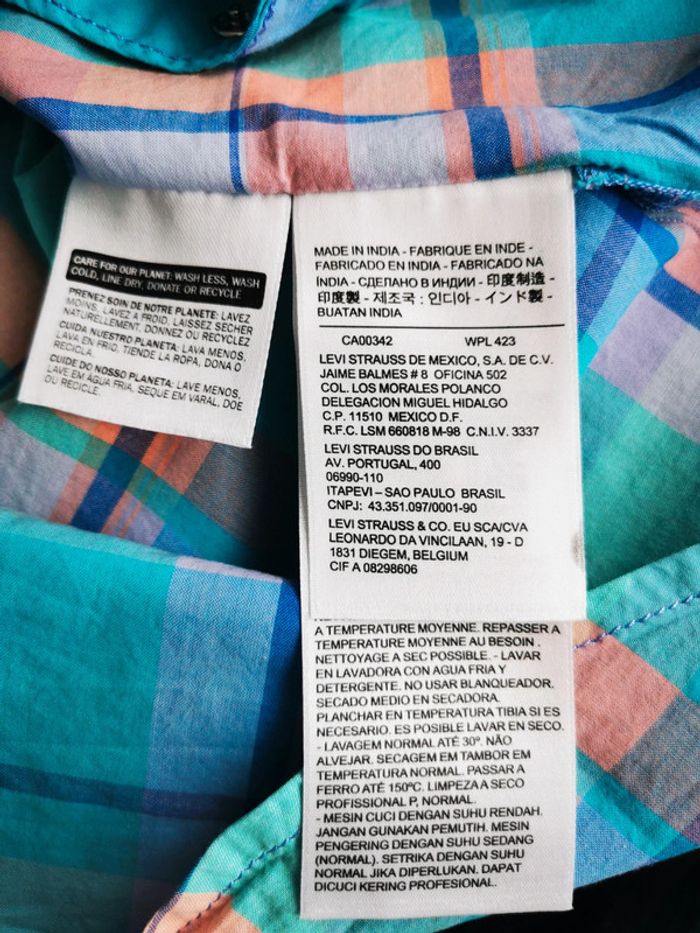 CARE FOR OUR PLANET: WASH LESS, WASH
COLD, LINE DRY, DONATE OR RECYCLE
PRENEZ SOIN DE NOTRE PLANETE: LAVEZ
MOINS, LAVEZ A FROID, LAISSEZ SÉCHER
NATURELLEMENT, DONNEZ OU RECYCLEZ
CUIDA NUESTRO PLANETA: LAVA MENOS,
LAVA EN FRIO, TIENDE LA ROPA, DONA O
RECICLA.
CUIDE DO NOSSO PLANETA: LAVE MENOS,
LAVE EM ÁGUA FRIA, SEQUE EM VARAL, DOE
OU RECICLE.
MADE IN INDIA - FABRIQUE EN INDE -
FABRICADO EN INDIA - FABRICADO NA
ÍNDIA - СДЕЛАНО В ИНДИИ - 印度制造 -
印度製 - 제조국 : 인디아 - インド製 -
BUATAN INDIA
CA00342 WPL 423
LEVI STRAUSS DE MEXICO, S.A. DE C.V.
JAIME BALMES # 8 OFICINA 502
COL. LOS MORALES POLANCO
DELEGACION MIGUEL HIDALGO
C.P. 11510 MEXICO D.F.
R.F.C. LSM 660818 M-98 C.N.I.V. 3337
LEVI STRAUSS DO BRASIL
AV. PORTUGAL, 400
06990-110
ITAPEVI – SAO PAULO BRASIL
CNPJ: 43.351.097/0001-90
LEVI STRAUSS & CO. EU SCA/CVA
LEONARDO DA VINCILAAN, 19 - D
1831 DIEGEM, BELGIUM
CIF A 08298606
A TEMPERATURE MOYENNE. REPASSER A
TEMPERATURE MOYENNE AU BESOIN .
NETTOYAGE A SEC POSSIBLE. - LAVAR
EN LAVADORA CON AGUA FRIA Y
DETERGENTE. NO USAR BLANQUEADOR.
SECADO MEDIO EN SECADORA.
PLANCHAR EN TEMPERATURA TIBIA SI ES
NECESARIO. ES POSIBLE LAVAR EN SECO.
- LAVAGEM NORMAL ATÉ 30º. NÃO
ALVEJAR. SECAGEM EM TAMBOR EM
TEMPERATURA NORMAL. PASSAR A
FERRO ATÉ 150ºC. LIMPEZA A SECO
PROFISSIONAL P, NORMAL.
- MESIN CUCI DENGAN SUHU RENDAH.
JANGAN GUNAKAN PEMUTIH. MESIN
PENGERING DENGAN SUHU SEDANG
(NORMAL). SETRIKA DENGAN SUHU
NORMAL JIKA DIPERLUKAN. DAPAT
DICUCI KERING PROFESIONAL.